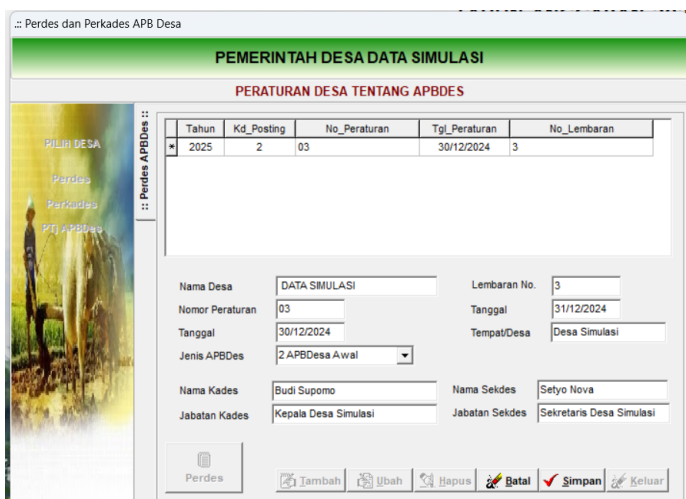 .:: Perdes dan Perkades APB Desa
PEMERINTAH DESA DATA SIMULASI
PERATURAN DESA TENTANG APBDES
PILIH DESA
Perdes
Perkades
PTJ APBDes
:: Perdes APBDes ::
Tahun Kd_Posting No_Peraturan Tgl_Peraturan No_Lembaran
* 2025 2 03 30/12/2024 3
Nama Desa DATA SIMULASI Lembaran No. 3
Nomor Peraturan 03 Tanggal 31/12/2024
Tanggal 30/12/2024 Tempat/Desa Desa Simulasi
Jenis APBDes 2 APBDesa Awal
Nama Kades Budi Supomo Nama Sekdes Setyo Nova
Jabatan Kades Kepala Desa Simulasi Jabatan Sekdes Sekretaris Desa Simulasi
Perdes
Tambah Ubah Hapus Batal Simpan Keluar